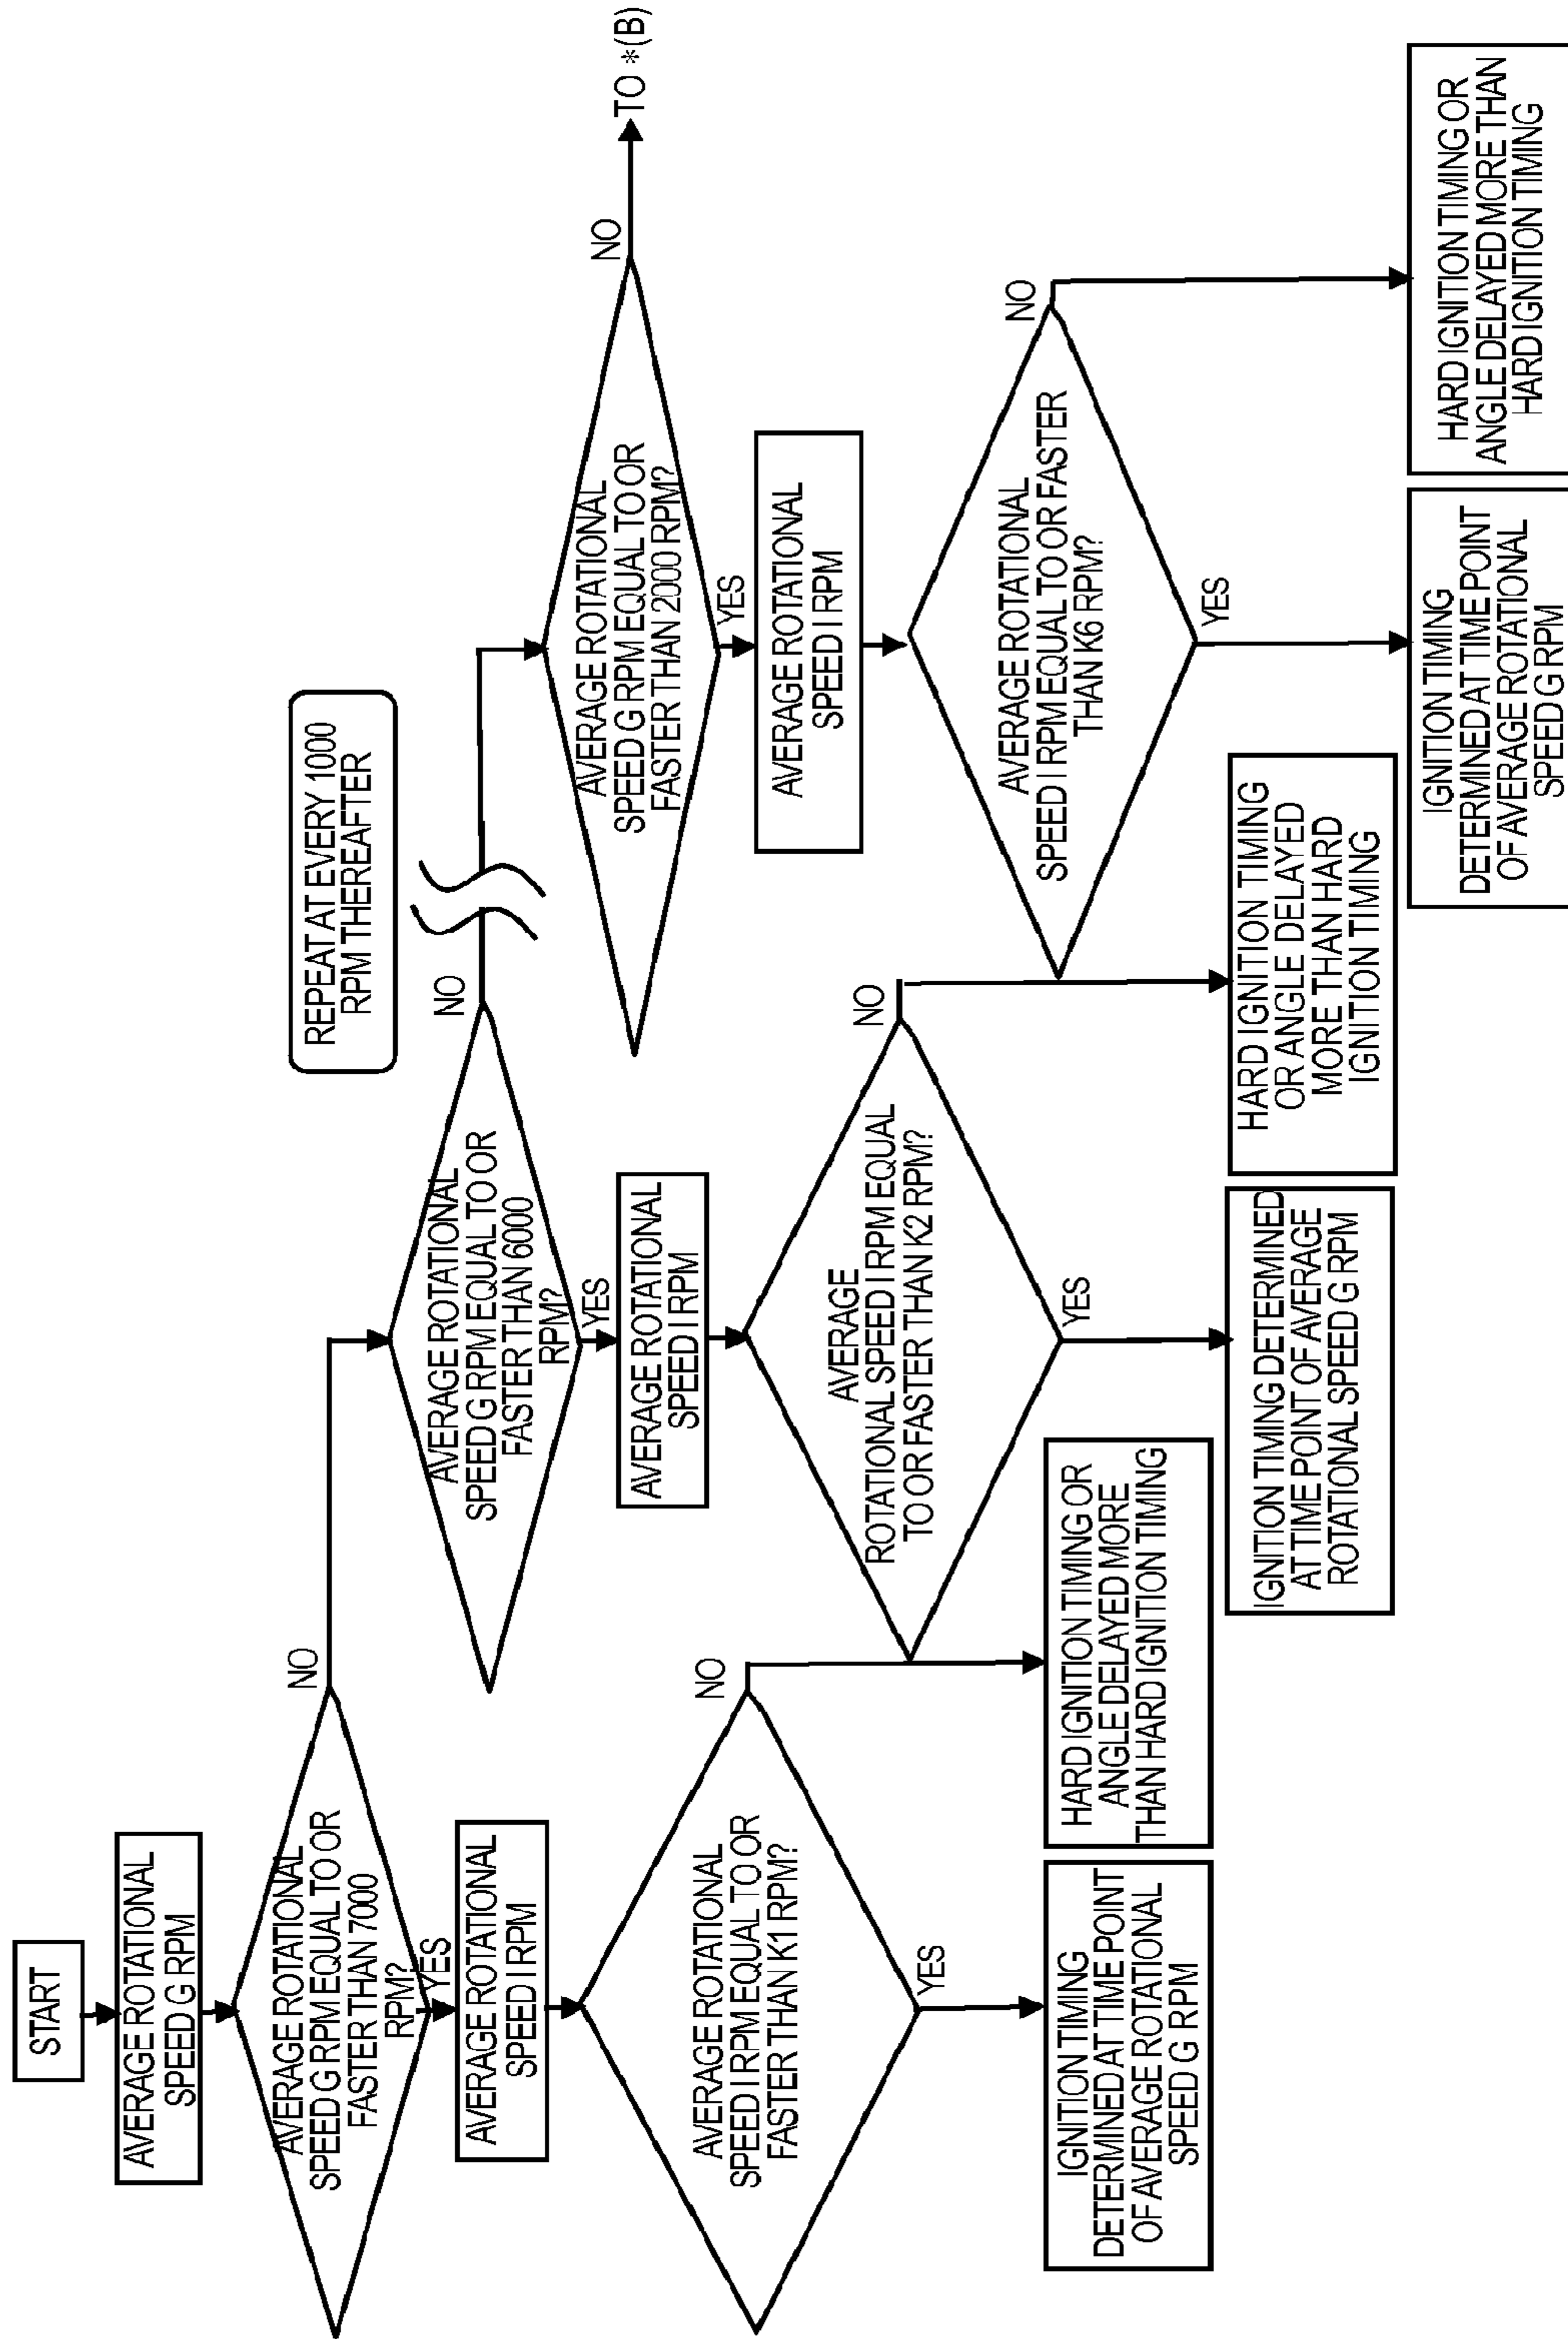 START
AVERAGE ROTATIONAL
SPEED G RPM
AVERAGE ROTATIONAL
SPEED G RPM EQUAL TO OR
FASTER THAN 7000
RPM?
NO
YES
AVERAGE ROTATIONAL
SPEED I RPM
AVERAGE ROTATIONAL
SPEED I RPM EQUAL TO OR
FASTER THAN K1 RPM?
NO
YES
IGNITION TIMING
DETERMINED AT TIME POINT
OF AVERAGE ROTATIONAL
SPEED G RPM
HARD IGNITION TIMING OR
ANGLE DELAYED MORE
THAN HARD IGNITION TIMING
AVERAGE ROTATIONAL
SPEED G RPM EQUAL TO OR
FASTER THAN 6000
RPM?
NO
YES
AVERAGE ROTATIONAL
SPEED I RPM
AVERAGE
ROTATIONAL SPEED I RPM EQUAL
TO OR FASTER THAN K2 RPM?
NO
YES
IGNITION TIMING DETERMINED
AT TIME POINT OF AVERAGE
ROTATIONAL SPEED G RPM
HARD IGNITION TIMING
OR ANGLE DELAYED
MORE THAN HARD
IGNITION TIMING
REPEAT AT EVERY 1000
RPM THEREAFTER
AVERAGE ROTATIONAL
SPEED G RPM EQUAL TO OR
FASTER THAN 2000 RPM?
NO
TO *(B)
YES
AVERAGE ROTATIONAL
SPEED I RPM
AVERAGE ROTATIONAL
SPEED I RPM EQUAL TO OR FASTER
THAN K6 RPM?
NO
YES
IGNITION TIMING
DETERMINED AT TIME POINT
OF AVERAGE ROTATIONAL
SPEED G RPM
HARD IGNITION TIMING OR
ANGLE DELAYED MORE THAN
HARD IGNITION TIMING